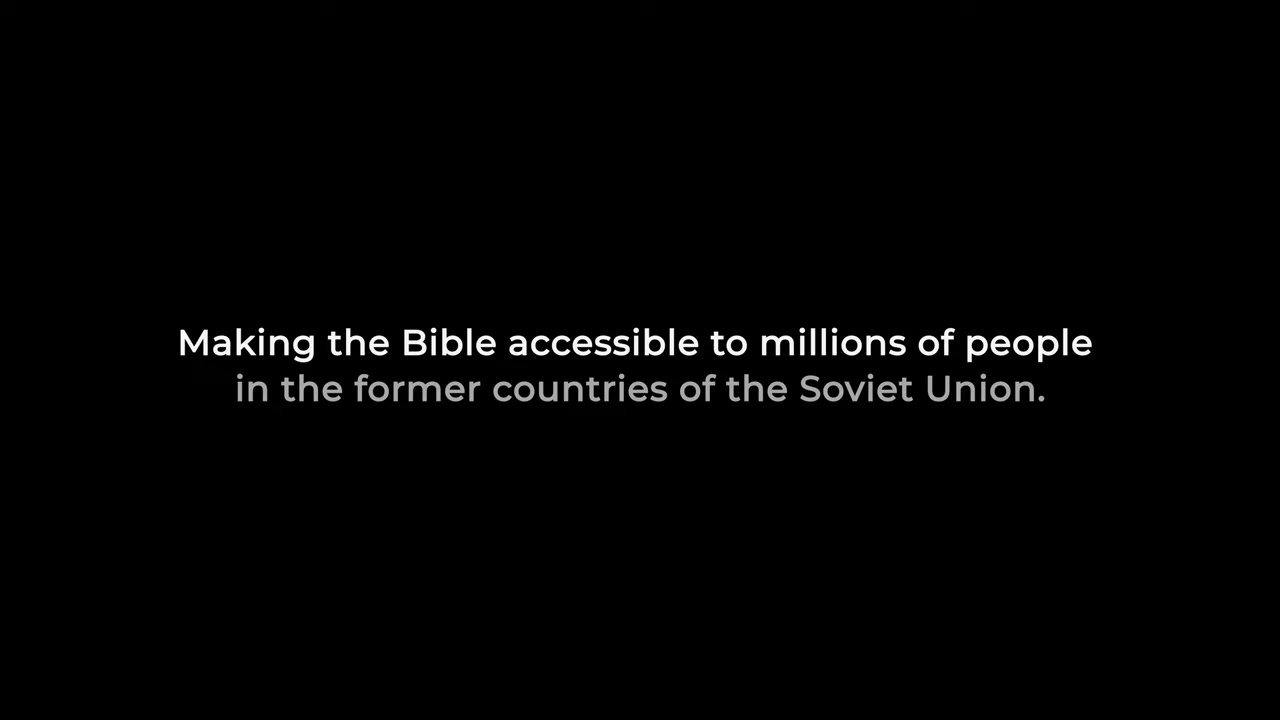 Making the Bible accessible to millions of people
in the former countries of the Soviet Union.